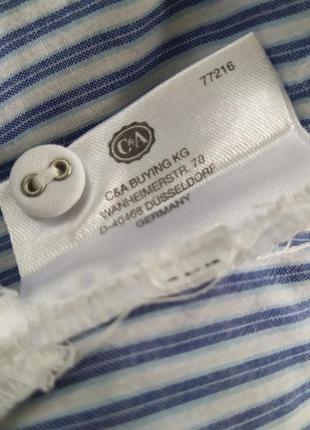 77216
C&A
C&A BUYING KG
WANHEIMERSTR. 70
D-40468 DÜSSELDORF
GERMANY